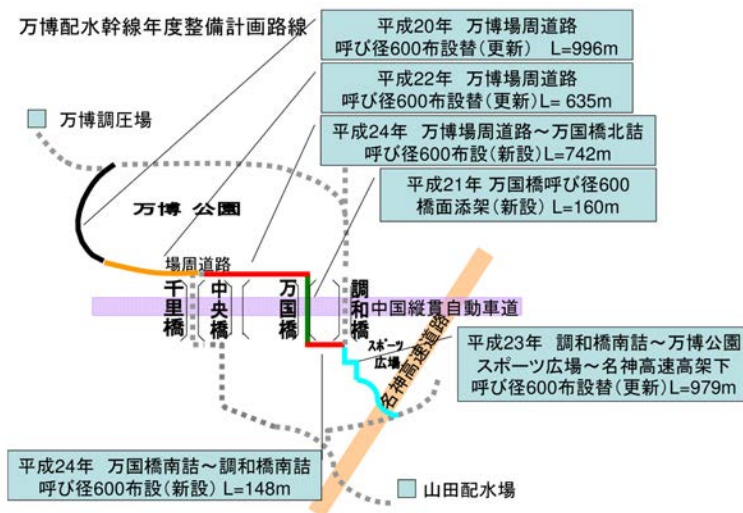 万博配水幹線年度整備計画路線
平成20年 万博場周道路
呼び径600布設替(更新) L=996m
平成22年 万博場周道路
呼び径600布設替(更新)L= 635m
万博調圧場
平成24年 万博場周道路～万国橋北詰
呼び径600布設(新設)L=742m
平成21年 万国橋呼び径600
橋面添架(新設) L=160m
万博 公園
場周道路
千里橋
中央橋
万国橋
調和橋
中国縦貫自動車道
スポーツ
広場
名神高速道路
平成23年 調和橋南詰～万博公園
スポーツ広場～名神高速高架下
呼び径600布設替(更新)L=979m
平成24年 万国橋南詰～調和橋南詰
呼び径600布設(新設) L=148m
山田配水場